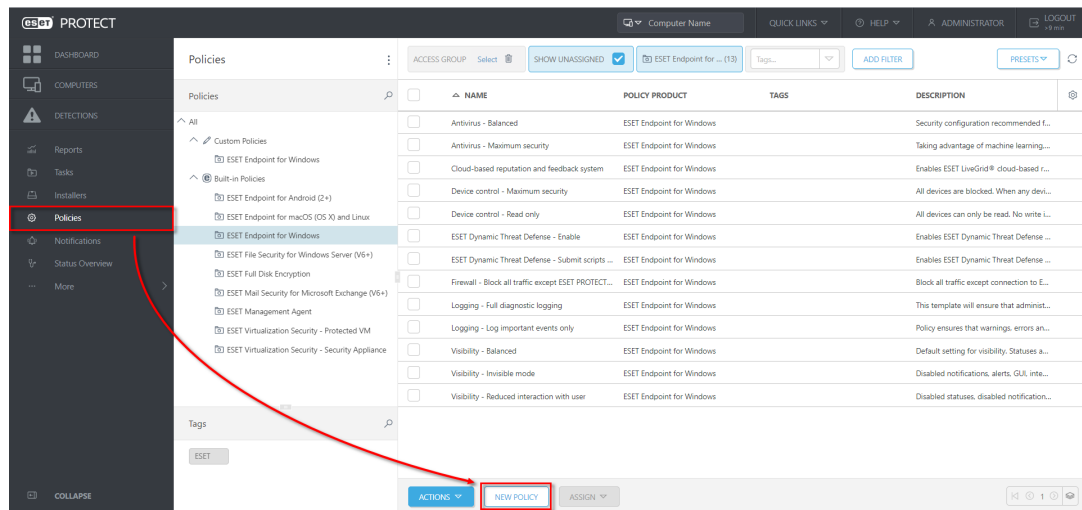 eset PROTECT
Computer Name
QUICK LINKS
HELP
ADMINISTRATOR
LOGOUT
>9 min
DASHBOARD
COMPUTERS
DETECTIONS
Reports
Tasks
Installers
Policies
Notifications
Status Overview
More
COLLAPSE
Policies
Policies
All
Custom Policies
ESET Endpoint for Windows
Built-in Policies
ESET Endpoint for Android (2+)
ESET Endpoint for macOS (OS X) and Linux
ESET Endpoint for Windows
ESET File Security for Windows Server (V6+)
ESET Full Disk Encryption
ESET Mail Security for Microsoft Exchange (V6+)
ESET Management Agent
ESET Virtualization Security - Protected VM
ESET Virtualization Security - Security Appliance
Tags
ESET
ACCESS GROUP Select
SHOW UNASSIGNED
ESET Endpoint for ... (13)
Tags...
ADD FILTER
PRESETS
NAME POLICY PRODUCT TAGS DESCRIPTION
Antivirus - Balanced ESET Endpoint for Windows Security configuration recommended f...
Antivirus - Maximum security ESET Endpoint for Windows Taking advantage of machine learning,...
Cloud-based reputation and feedback system ESET Endpoint for Windows Enables ESET LiveGrid® cloud-based r...
Device control - Maximum security ESET Endpoint for Windows All devices are blocked. When any devi...
Device control - Read only ESET Endpoint for Windows All devices can only be read. No write i...
ESET Dynamic Threat Defense - Enable ESET Endpoint for Windows Enables ESET Dynamic Threat Defense ...
ESET Dynamic Threat Defense - Submit scripts ... ESET Endpoint for Windows Enables ESET Dynamic Threat Defense ...
Firewall - Block all traffic except ESET PROTECT... ESET Endpoint for Windows Block all traffic except connection to E...
Logging - Full diagnostic logging ESET Endpoint for Windows This template will ensure that administ...
Logging - Log important events only ESET Endpoint for Windows Policy ensures that warnings, errors an...
Visibility - Balanced ESET Endpoint for Windows Default setting for visibility. Statuses a...
Visibility - Invisible mode ESET Endpoint for Windows Disabled notifications, alerts, GUI, inte...
Visibility - Reduced interaction with user ESET Endpoint for Windows Disabled statuses, disabled notification...
ACTIONS
NEW POLICY
ASSIGN
1